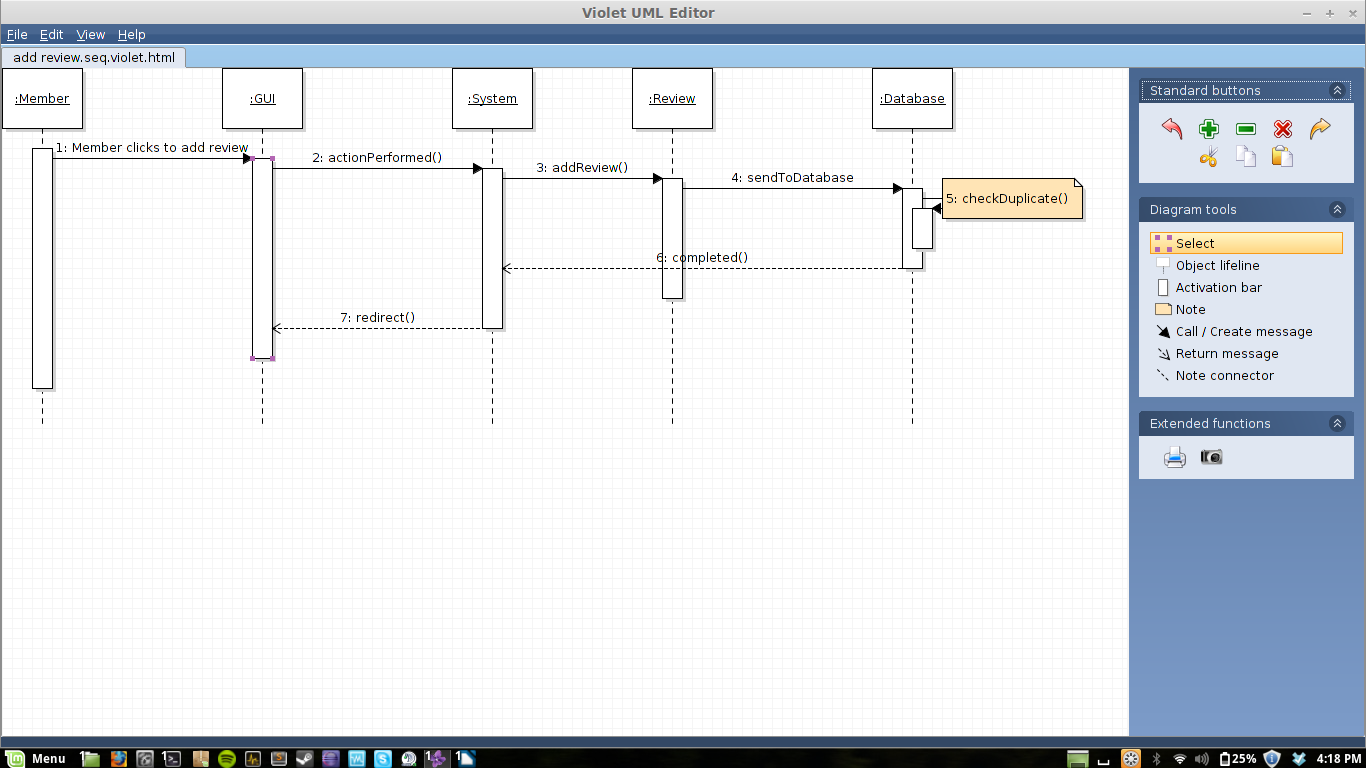 Violet UML Editor
File Edit View Help
add review.seq.violet.html
:Member
:GUI
:System
:Review
:Database
1: Member clicks to add review
2: actionPerformed()
3: addReview()
4: sendToDatabase
5: checkDuplicate()
6: completed()
7: redirect()
Standard buttons
Diagram tools
Select
Object lifeline
Activation bar
Note
Call / Create message
Return message
Note connector
Extended functions
Menu
25%
4:18 PM